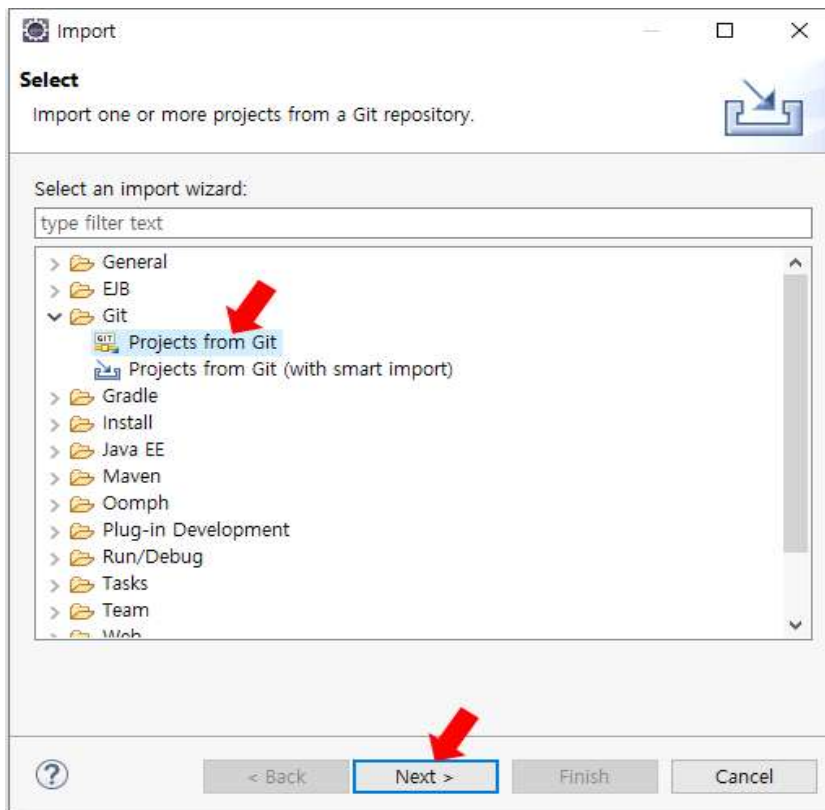 Import
Select
Import one or more projects from a Git repository.
Select an import wizard:
type filter text
General
EJB
Git
GIT Projects from Git
Projects from Git (with smart import)
Gradle
Install
Java EE
Maven
Oomph
Plug-in Development
Run/Debug
Tasks
Team
Web
? < Back Next > Finish Cancel